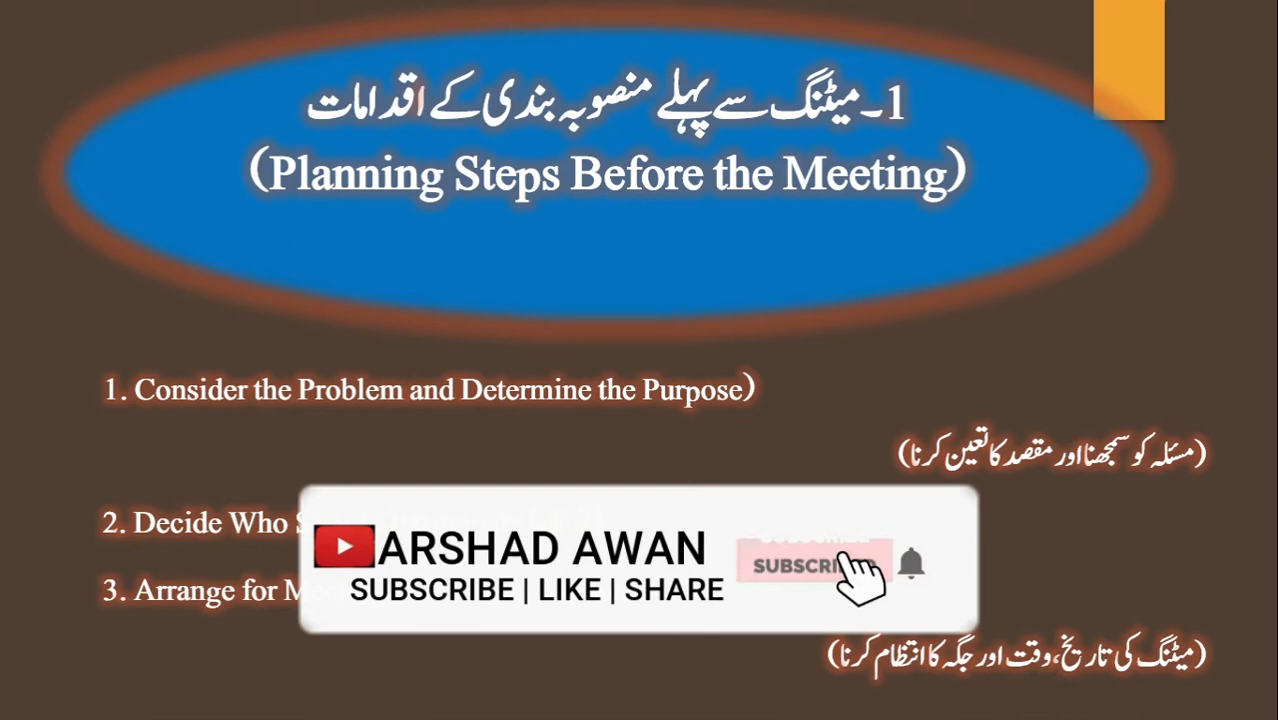 1۔میٹنگ سے پہلے منصوبہ بندی کے اقدامات
(Planning Steps Before the Meeting)
1. Consider the Problem and Determine the Purpose)
(مسئلہ کو سمجھنا اور مقصد کا تعین کرنا)
2. Decide Who
3. Arrange for
ARSHAD AWAN
SUBSCRIBE | LIKE | SHARE
(میٹنگ کی تاریخ، وقت اور جگہ کا انتظام کرنا)